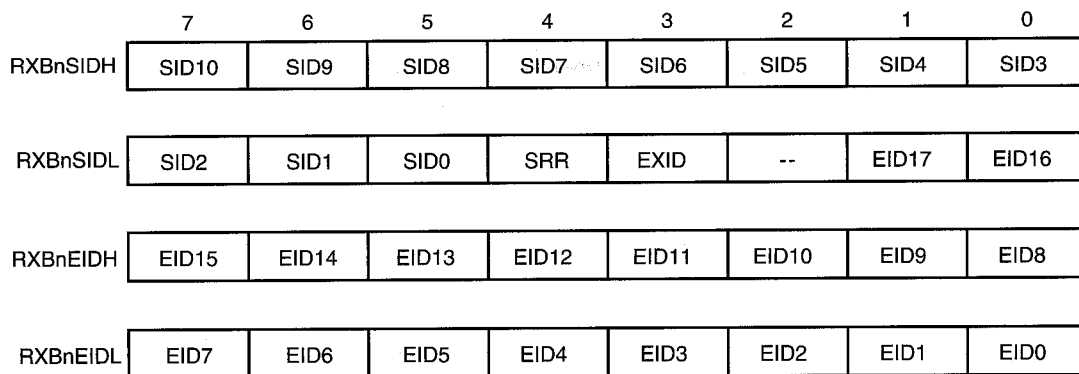 7 6 5 4 3 2 1 0
RXBnSIDH SID10 SID9 SID8 SID7 SID6 SID5 SID4 SID3
RXBnSIDL SID2 SID1 SID0 SRR EXID -- EID17 EID16
RXBnEIDH EID15 EID14 EID13 EID12 EID11 EID10 EID9 EID8
RXBnEIDL EID7 EID6 EID5 EID4 EID3 EID2 EID1 EID0